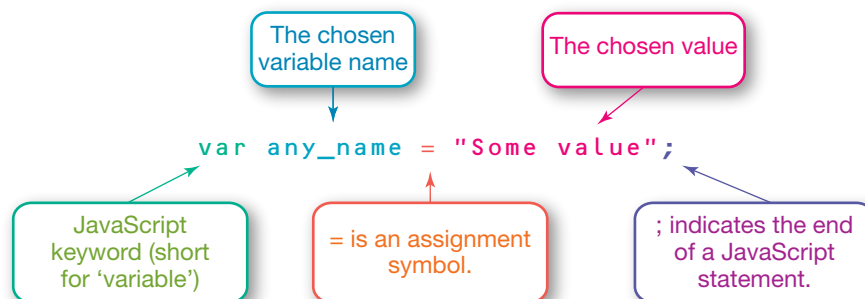 The chosen
variable name
The chosen value
var any_name = "Some value";
JavaScript
keyword (short
for ‘variable’)
= is an assignment
symbol.
; indicates the end
of a JavaScript
statement.